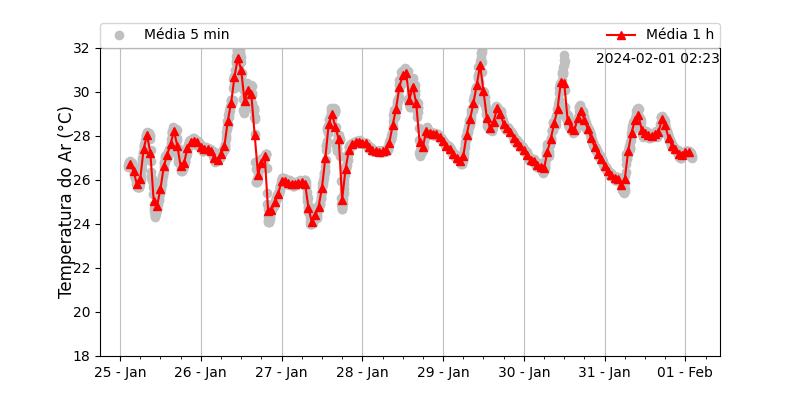 Média 5 min
Média 1 h
2024-02-01 02:23
Temperatura do Ar (°C)
32
30
28
26
24
22
20
18
25 - Jan
26 - Jan
27 - Jan
28 - Jan
29 - Jan
30 - Jan
31 - Jan
01 - Feb